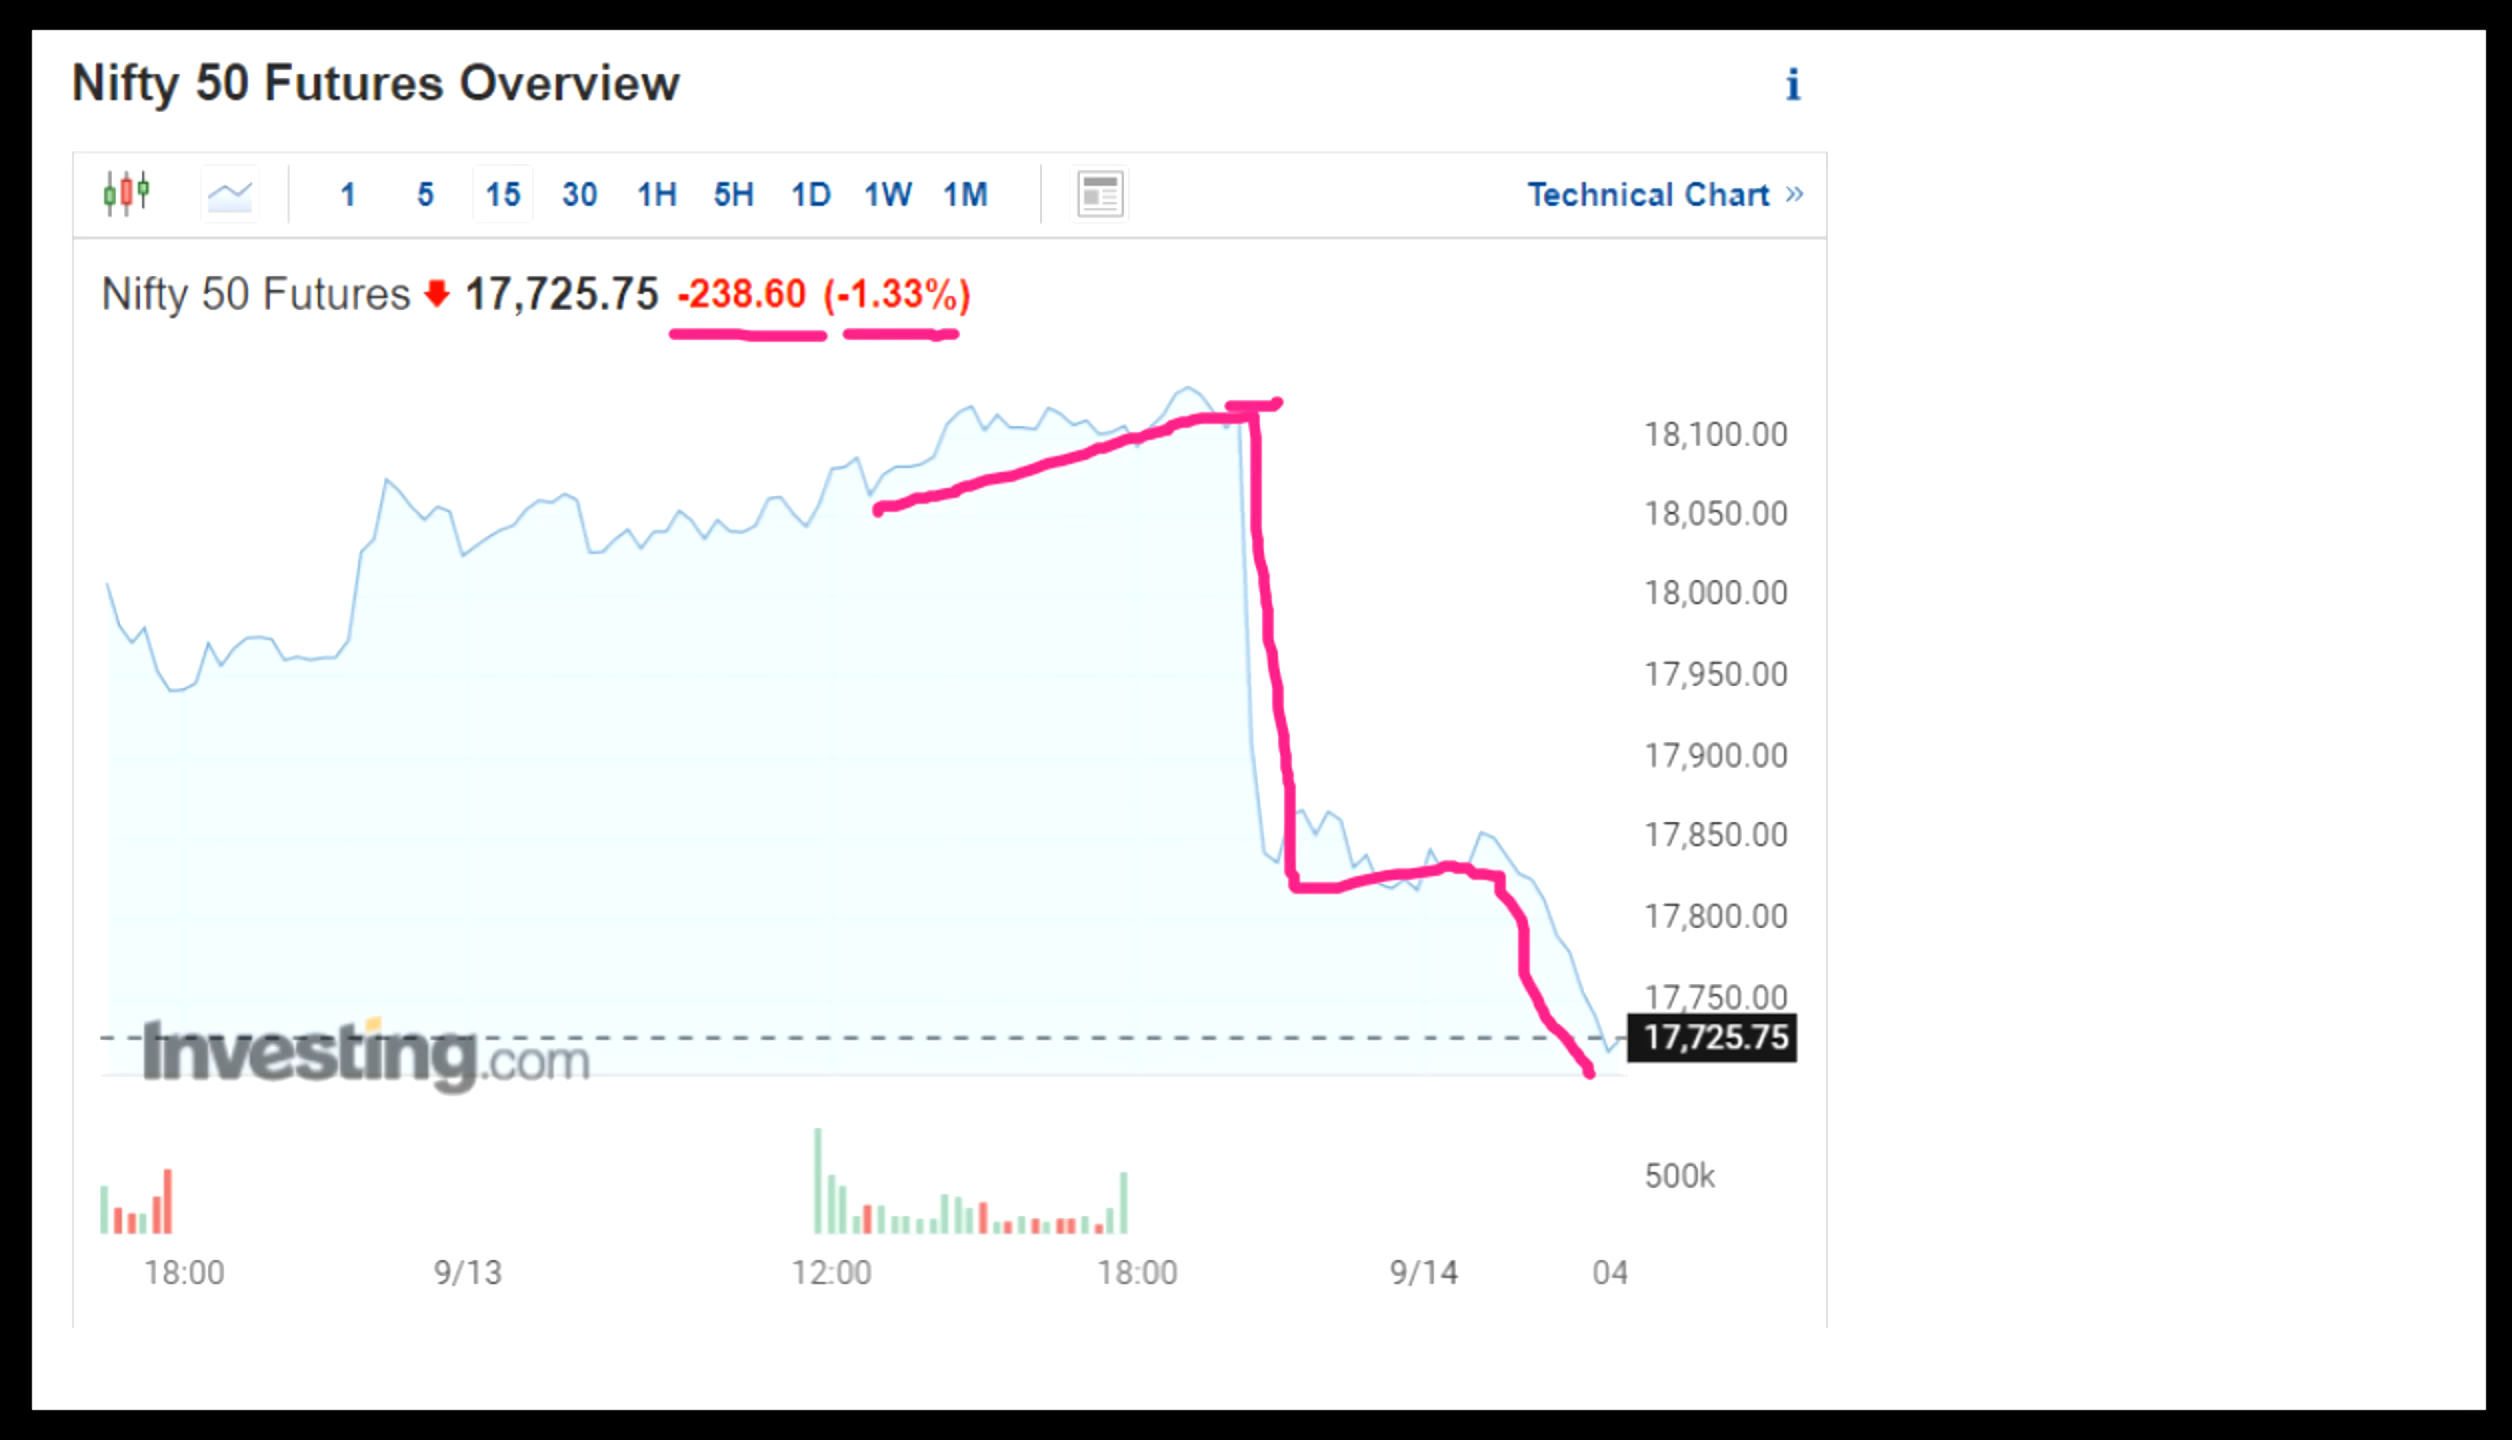 Nifty 50 Futures Overview
i
1 5 15 30 1H 5H 1D 1W 1M
Technical Chart »
Nifty 50 Futures 17,725.75 -238.60 (-1.33%)
18,100.00
18,050.00
18,000.00
17,950.00
17,900.00
17,850.00
17,800.00
17,750.00
17,725.75
Investing.com
500k
18:00 9/13 12:00 18:00 9/14 04